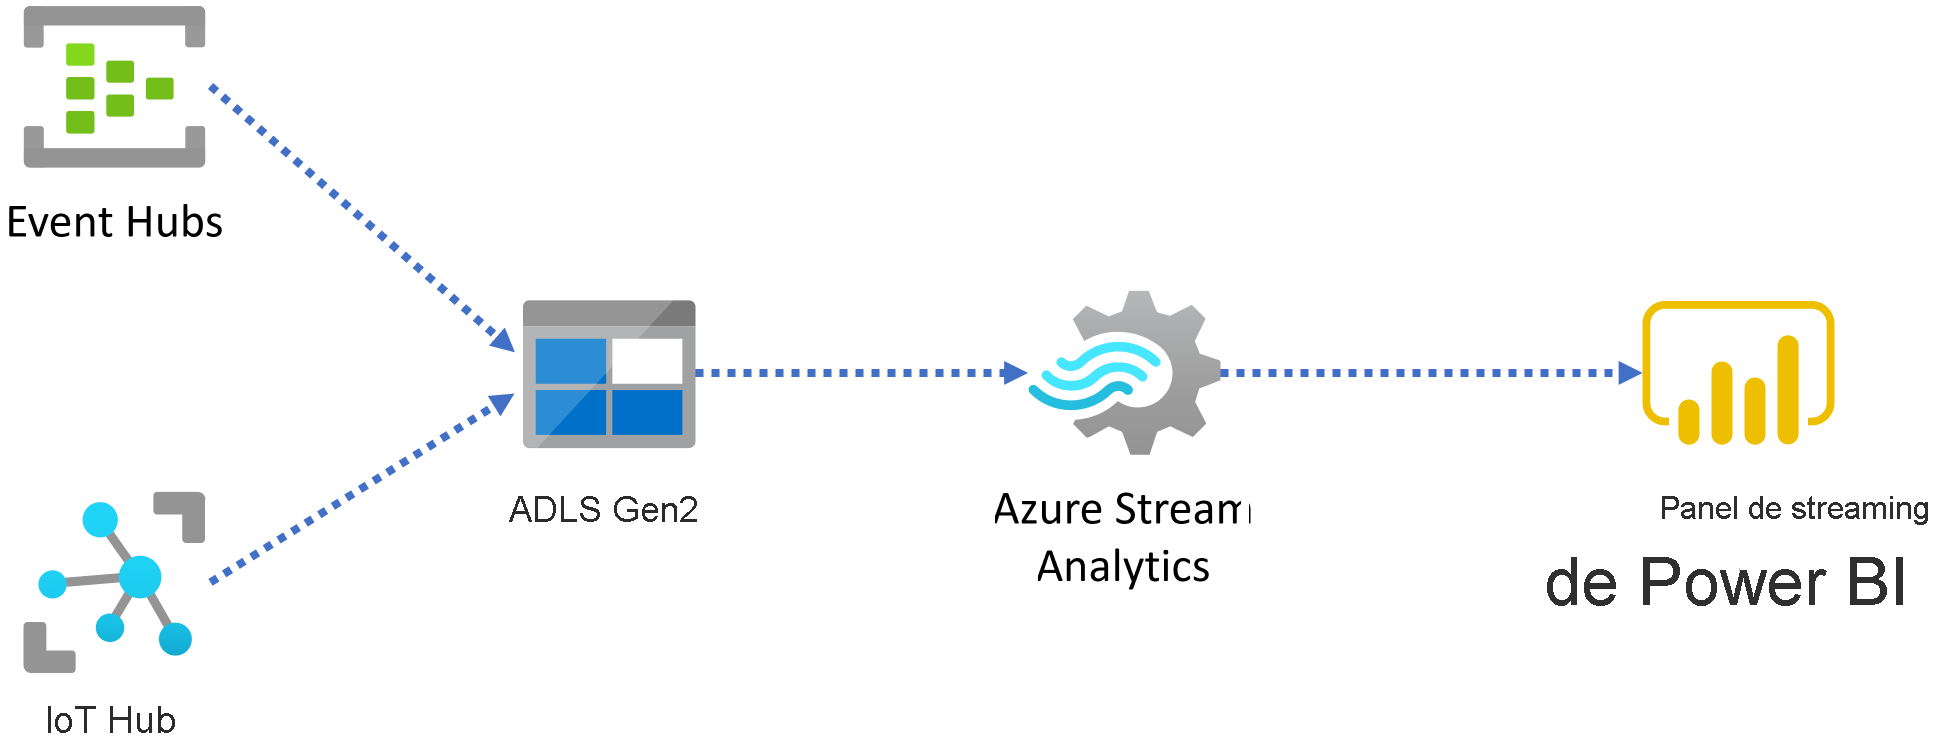 Event Hubs
IoT Hub
ADLS Gen2
Azure Stream
Analytics
Panel de streaming
de Power BI